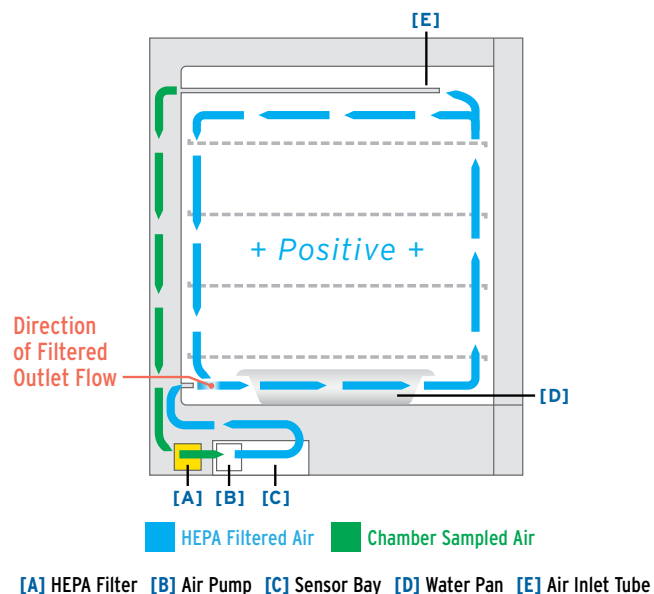 [E]
+ Positive +
Direction
of Filtered
Outlet Flow
[D]
[A] [B] [C]
HEPA Filtered Air Chamber Sampled Air
[A] HEPA Filter [B] Air Pump [C] Sensor Bay [D] Water Pan [E] Air Inlet Tube